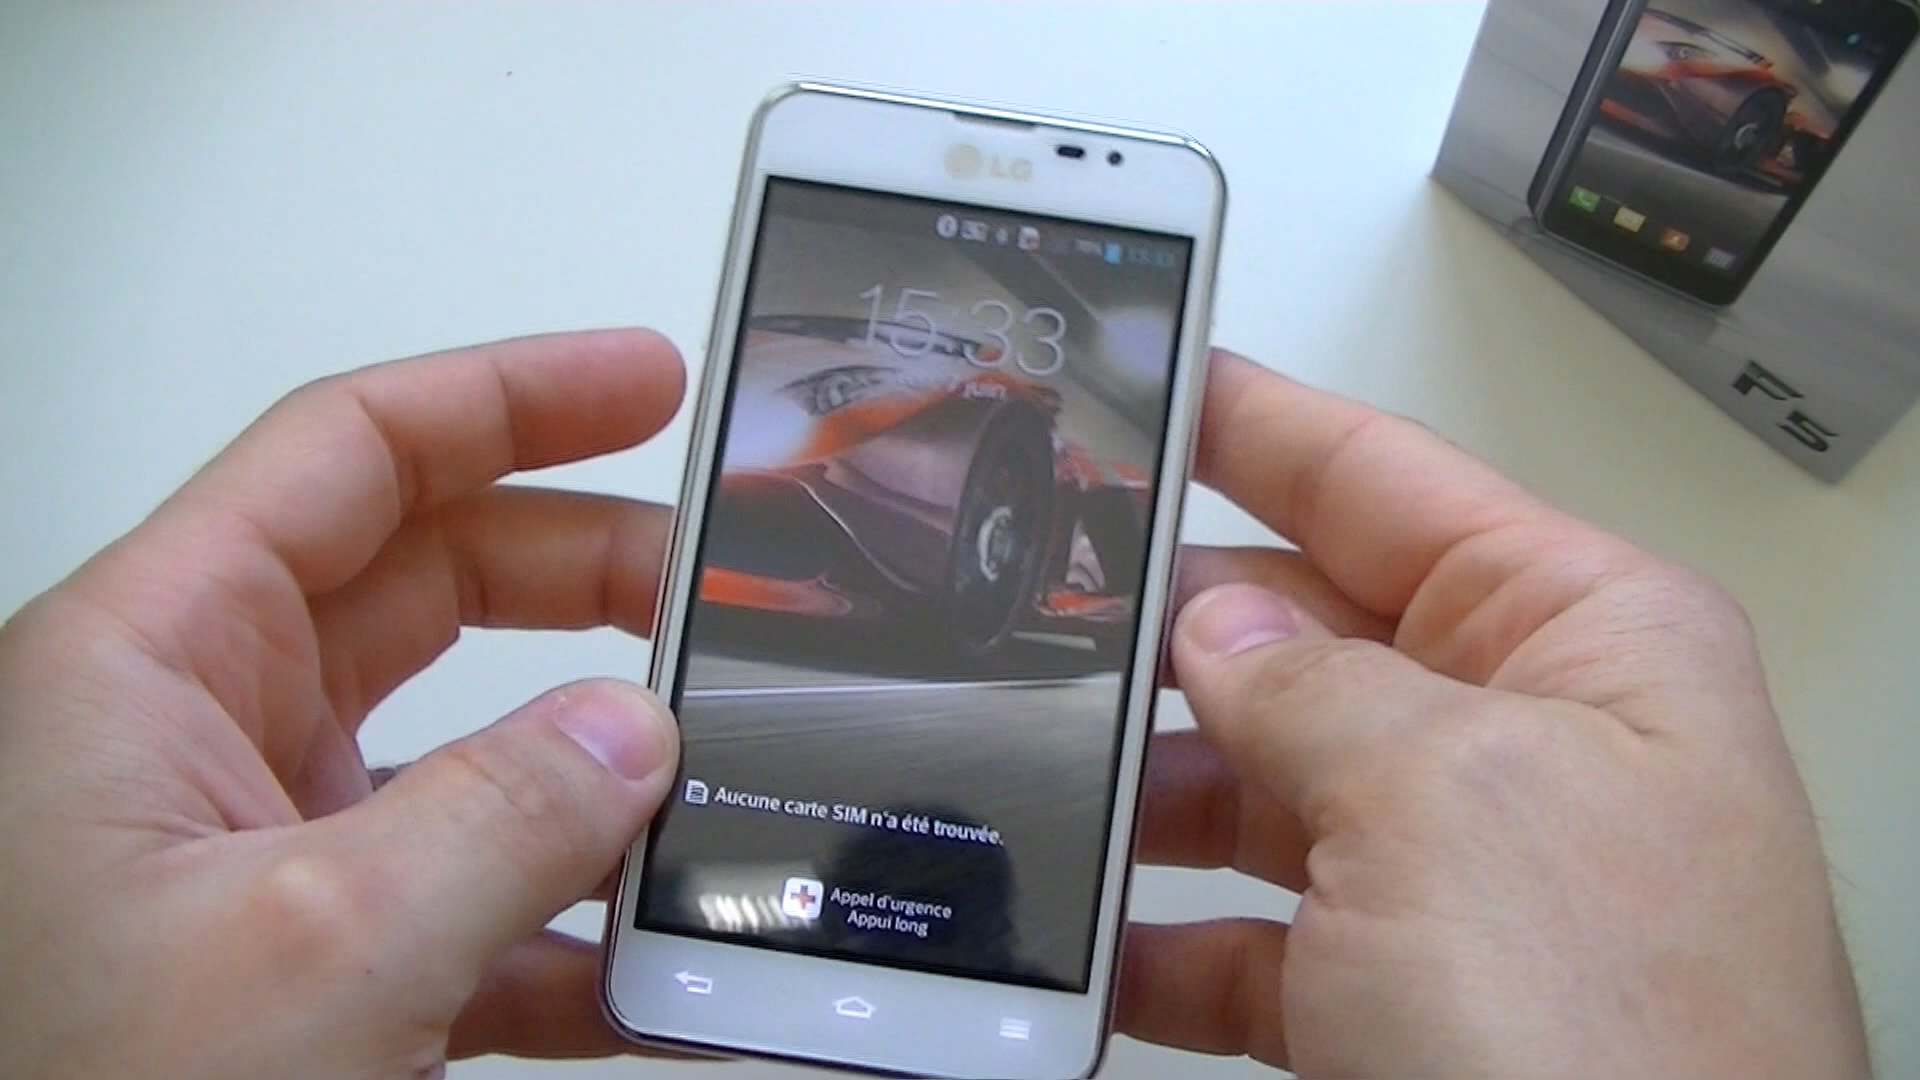 LG
15:33
juin
Aucune carte SIM n'a été trouvée.
Appel d'urgence
Appui long
F5